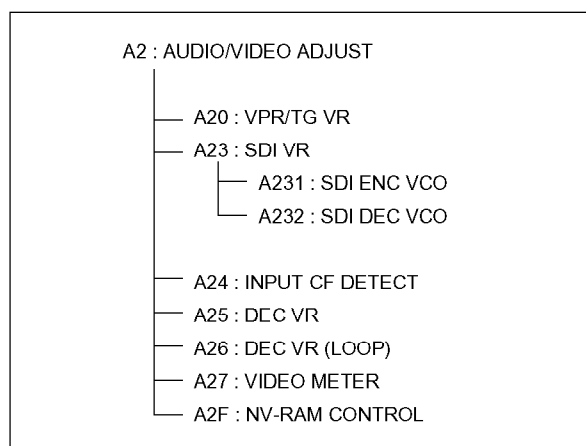 A2 : AUDIO/VIDEO ADJUST
A20 : VPR/TG VR
A23 : SDI VR
A231 : SDI ENC VCO
A232 : SDI DEC VCO
A24 : INPUT CF DETECT
A25 : DEC VR
A26 : DEC VR (LOOP)
A27 : VIDEO METER
A2F : NV-RAM CONTROL